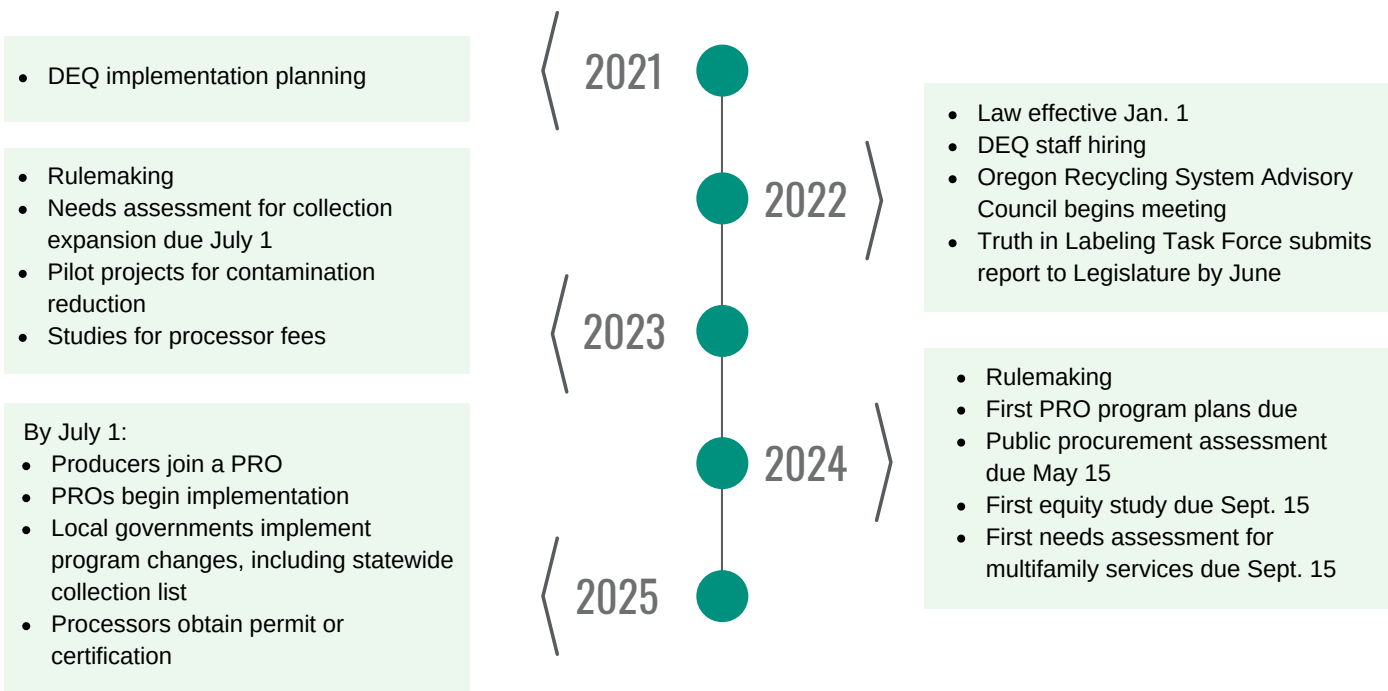 2021
• DEQ implementation planning
2022
• Law effective Jan. 1
• DEQ staff hiring
• Oregon Recycling System Advisory
Council begins meeting
• Truth in Labeling Task Force submits
report to Legislature by June
2023
• Rulemaking
• Needs assessment for collection
expansion due July 1
• Pilot projects for contamination
reduction
• Studies for processor fees
2024
• Rulemaking
• First PRO program plans due
• Public procurement assessment
due May 15
• First equity study due Sept. 15
• First needs assessment for
multifamily services due Sept. 15
2025
By July 1:
• Producers join a PRO
• PROs begin implementation
• Local governments implement
program changes, including statewide
collection list
• Processors obtain permit or
certification